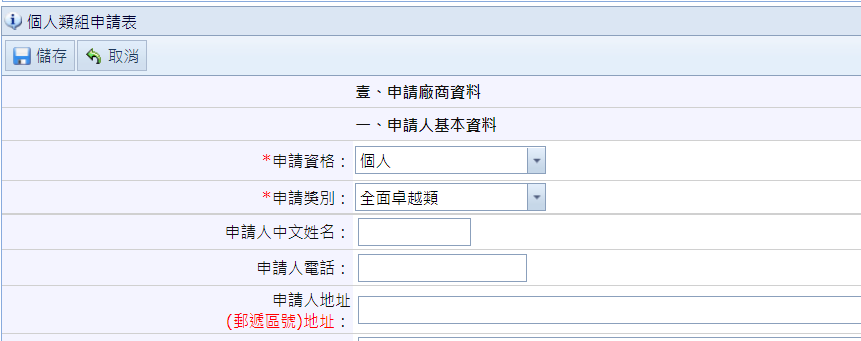 個人類組申請表
儲存 取消
壹、申請廠商資料
一、申請人基本資料
*申請資格： 個人
*申請獎別： 全面卓越類
申請人中文姓名：
申請人電話：
申請人地址
(郵遞區號)地址：